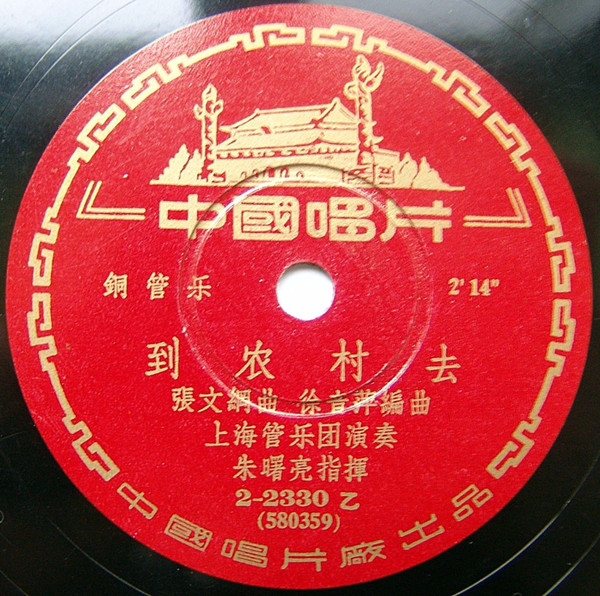 中國唱片
銅管乐 2'14"
到农村去
張文綱曲 徐音萍編曲
上海管乐团演奏
朱曙亮指揮
2-2330 乙
(580359)
中國唱片廠出品